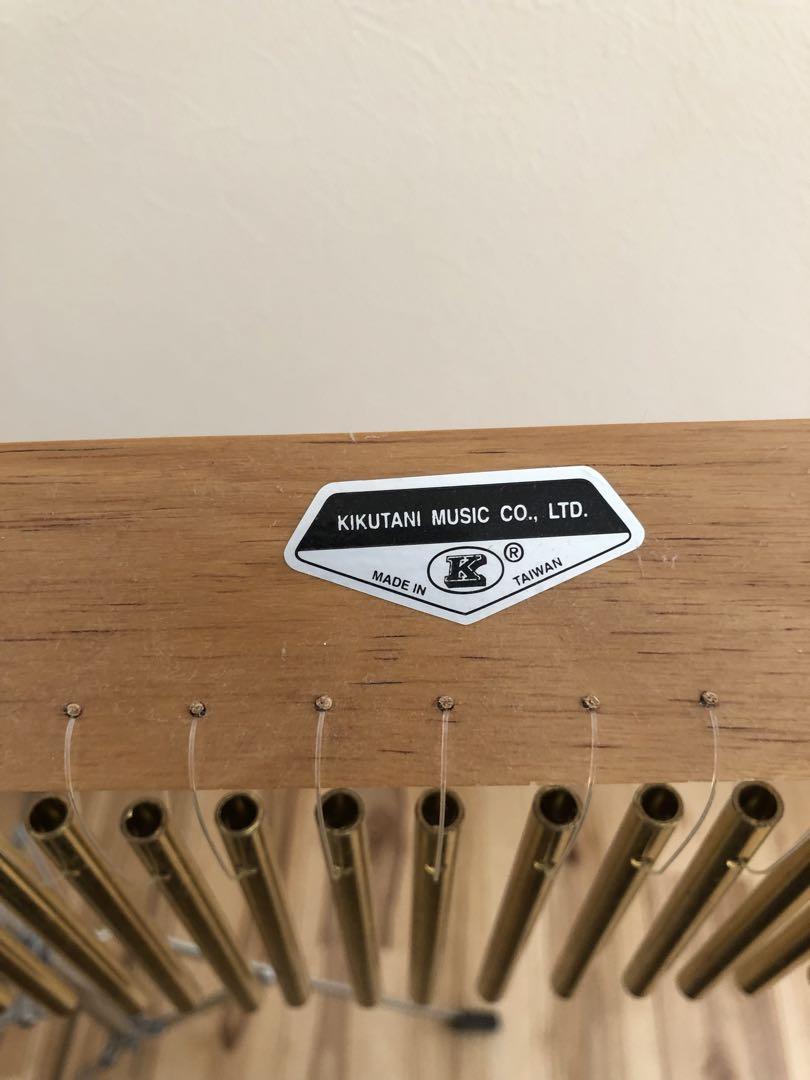 KIKUTANI MUSIC CO., LTD.
K ®
MADE IN TAIWAN